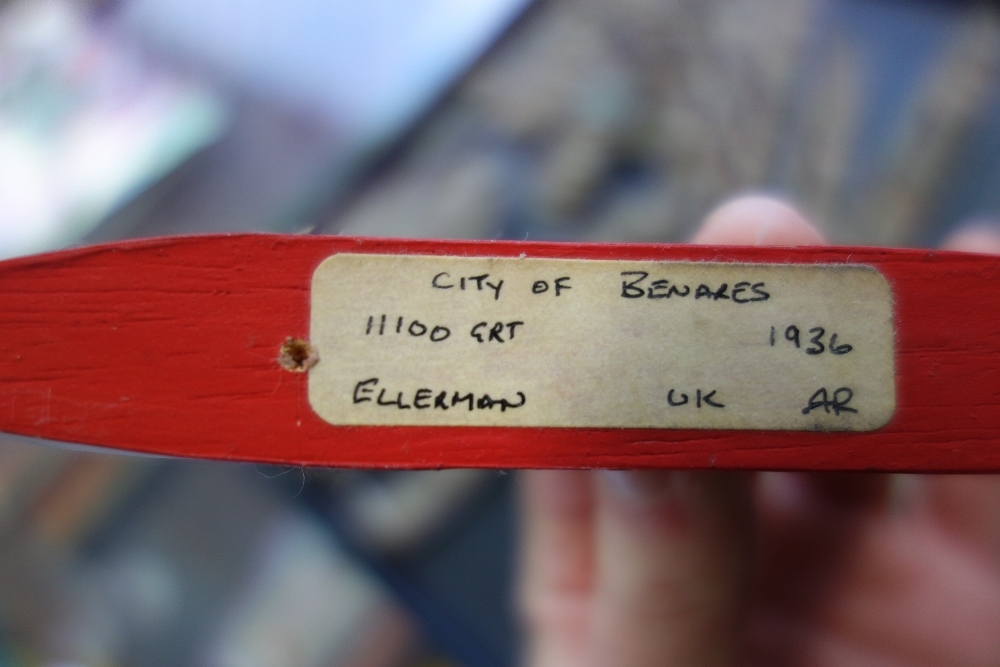 CITY OF BENARES
11100 GRT 1936
ELLERMAN UK AR